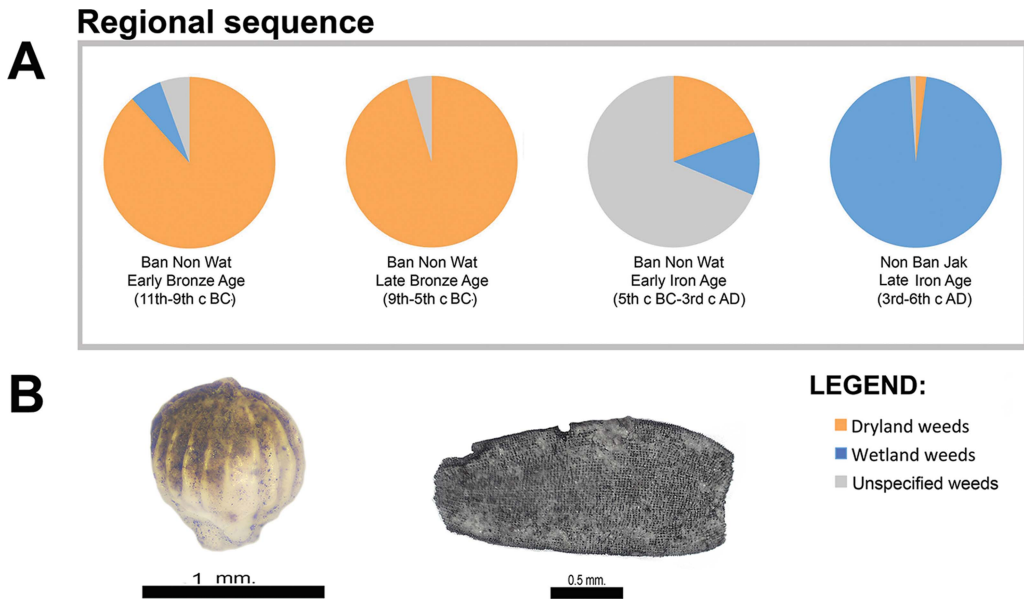 Regional sequence
A
Ban Non Wat
Early Bronze Age
(11th-9th c BC)
Ban Non Wat
Late Bronze Age
(9th-5th c BC)
Ban Non Wat
Early Iron Age
(5th c BC-3rd c AD)
Non Ban Jak
Late Iron Age
(3rd-6th c AD)
B
1 mm.
0.5 mm.
LEGEND:
Dryland weeds
Wetland weeds
Unspecified weeds